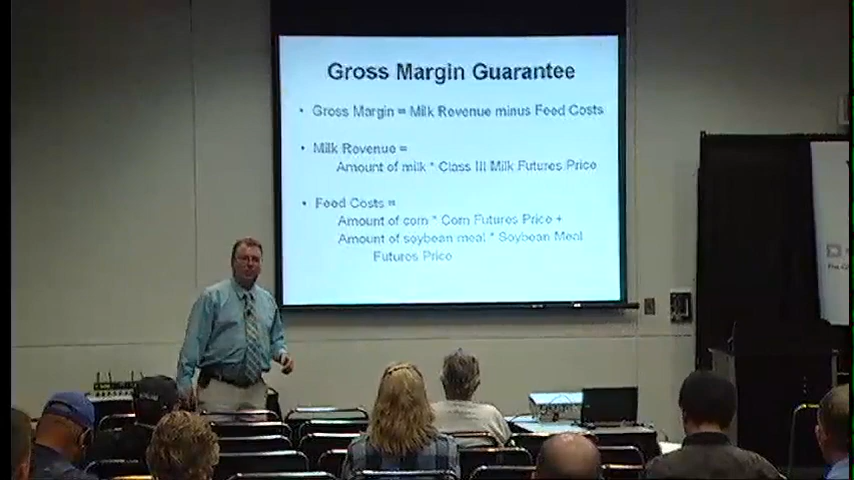 Gross Margin Guarantee
• Gross Margin = Milk Revenue minus Feed Costs
• Milk Revenue =
Amount of milk * Class III Milk Futures Price
• Feed Costs =
Amount of corn * Corn Futures Price +
Amount of soybean meal * Soybean Meal
Futures Price